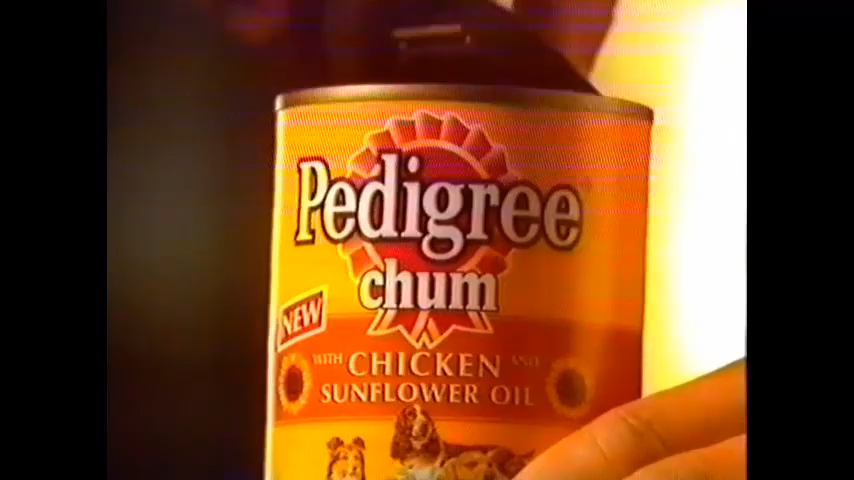 Pedigree
chum
NEW
WITH CHICKEN AND
SUNFLOWER OIL